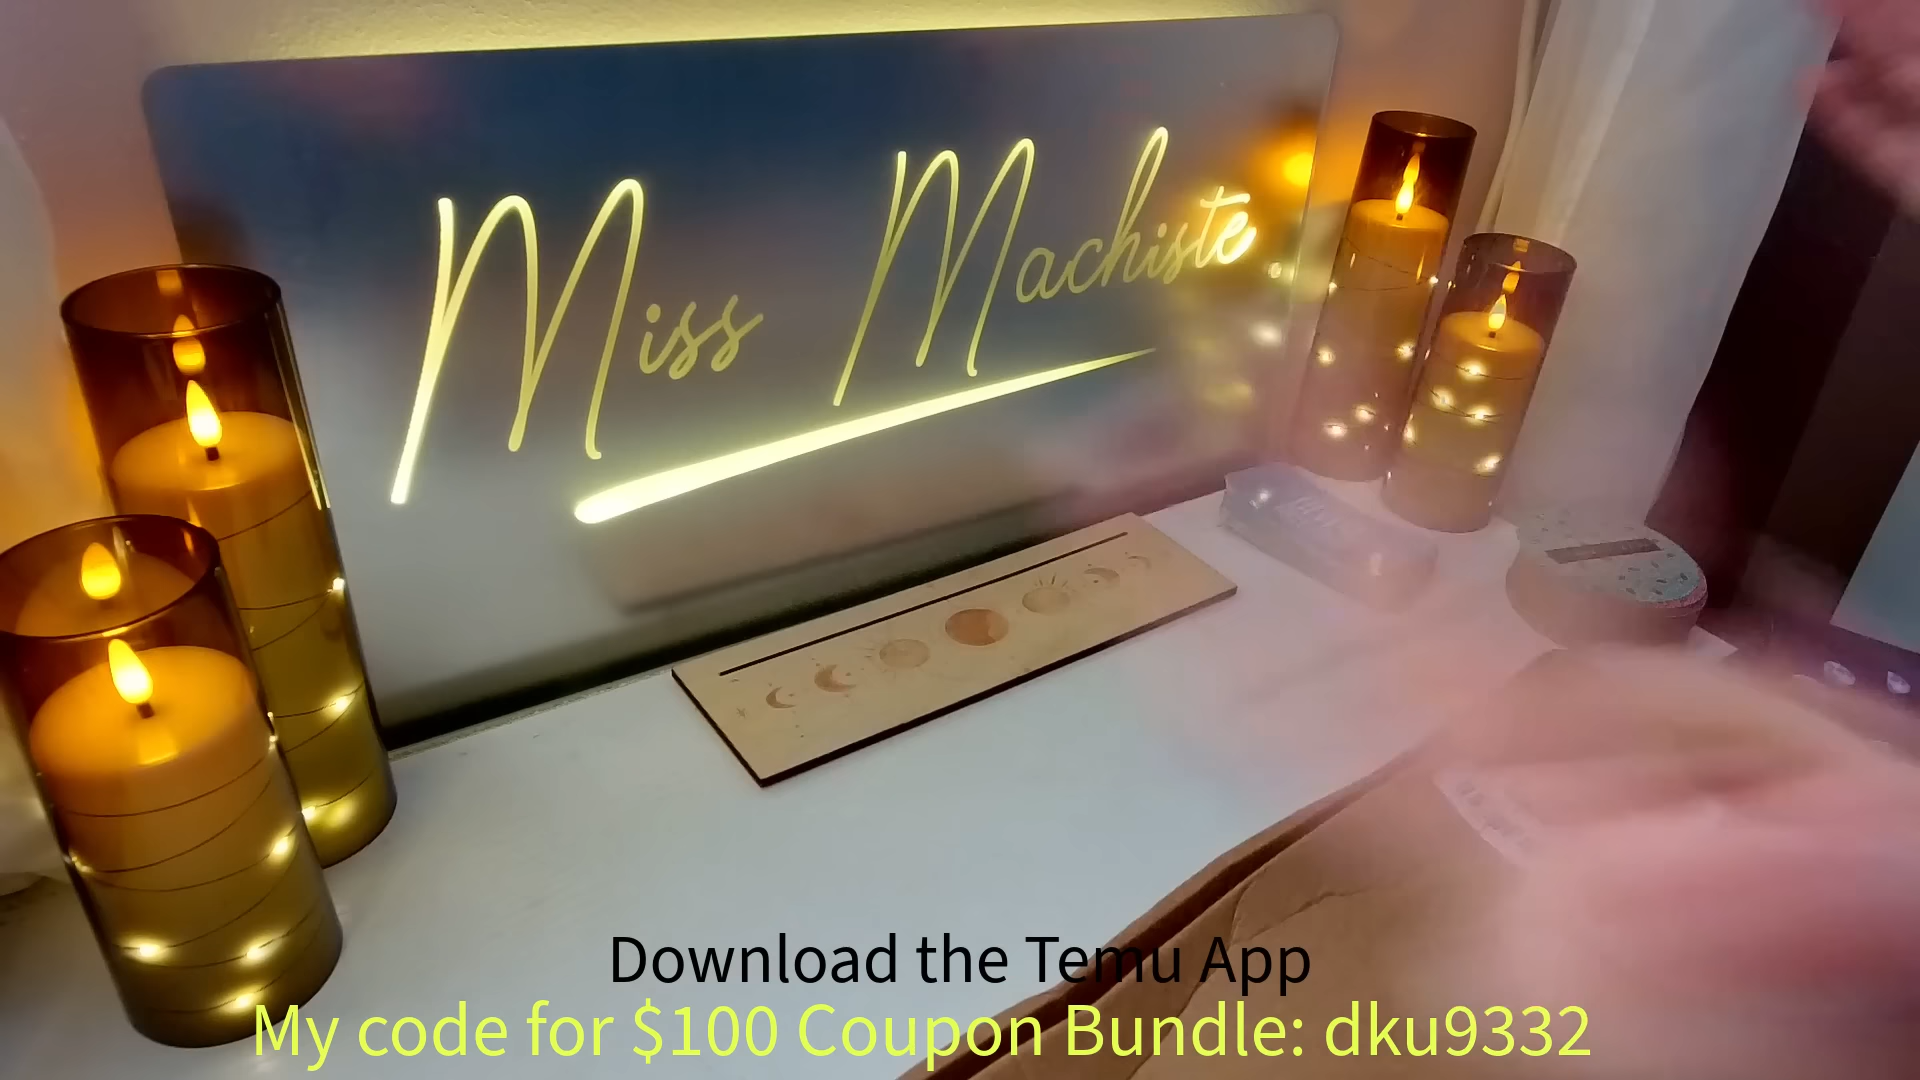 Miss Machiste
Download the Temu App
My code for $100 Coupon Bundle: dku9332